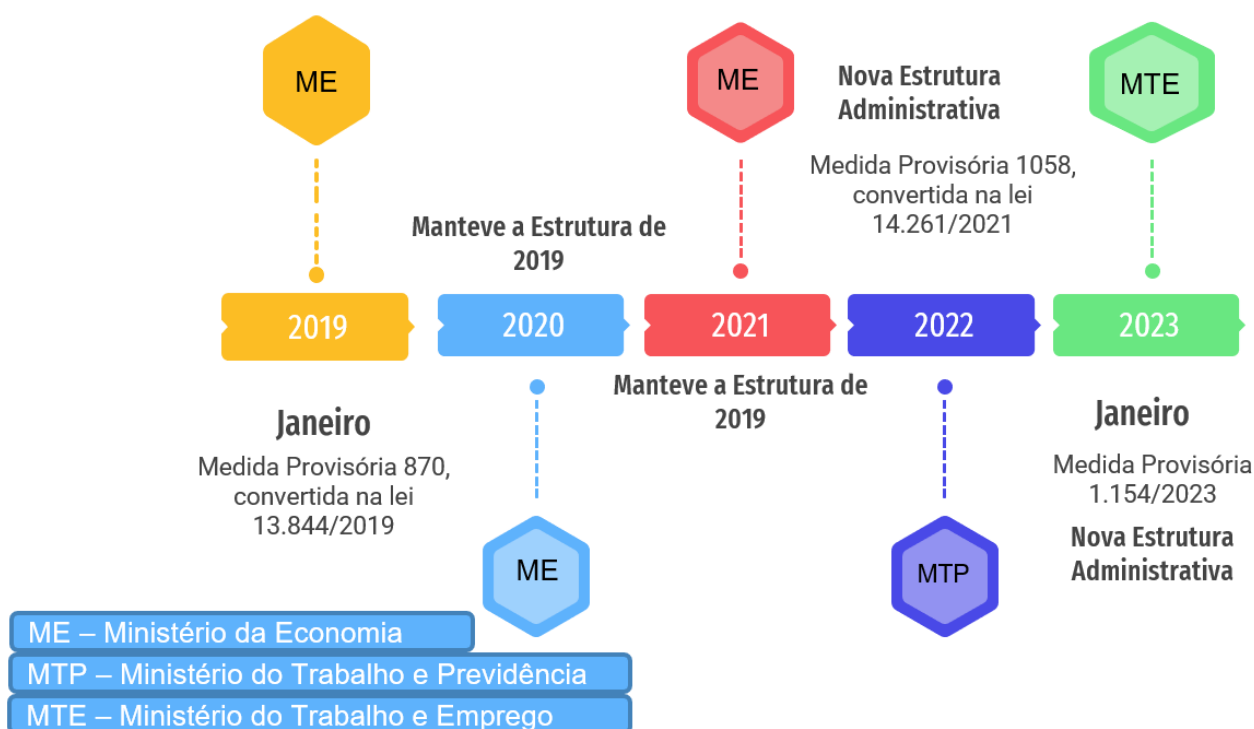 ME
ME
Nova Estrutura
Administrativa
MTE
Medida Provisória 1058,
convertida na lei
14.261/2021
Manteve a Estrutura de
2019
2019
2020
2021
2022
2023
Janeiro
Medida Provisória 870,
convertida na lei
13.844/2019
Manteve a Estrutura de
2019
Janeiro
Medida Provisória
1.154/2023
Nova Estrutura
Administrativa
ME
MTP
ME – Ministério da Economia
MTP – Ministério do Trabalho e Previdência
MTE – Ministério do Trabalho e Emprego